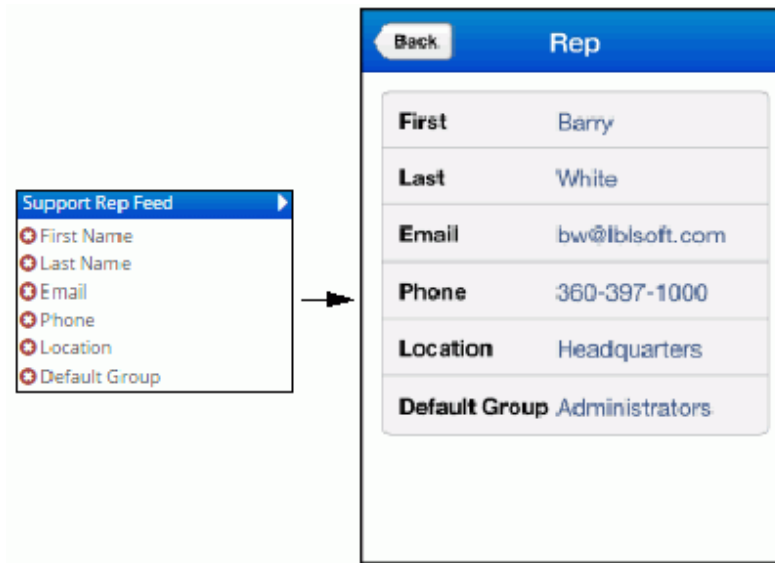 Support Rep Feed
First Name
Last Name
Email
Phone
Location
Default Group
Back Rep
First Barry
Last White
Email bw@lblsoft.com
Phone 360-397-1000
Location Headquarters
Default Group Administrators